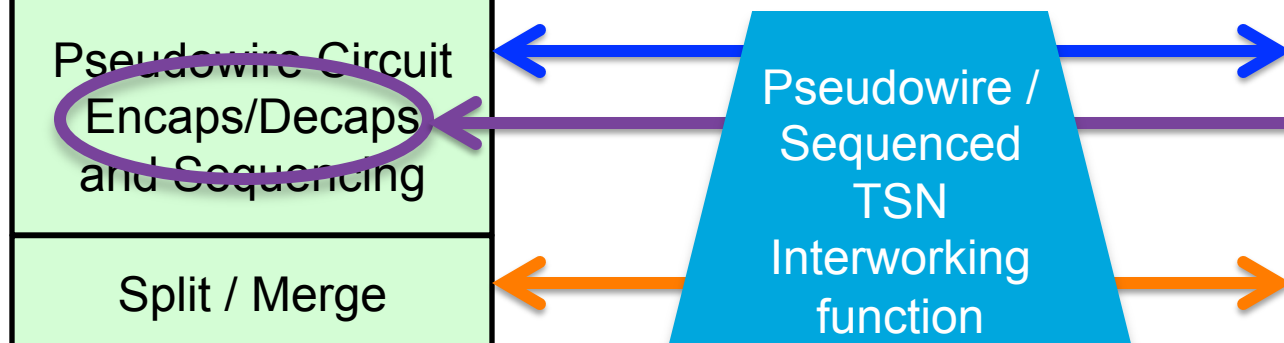 Pseudowire Circuit
Encaps/Decaps
and Sequencing
Split / Merge
Pseudowire /
Sequenced
TSN
Interworking
function